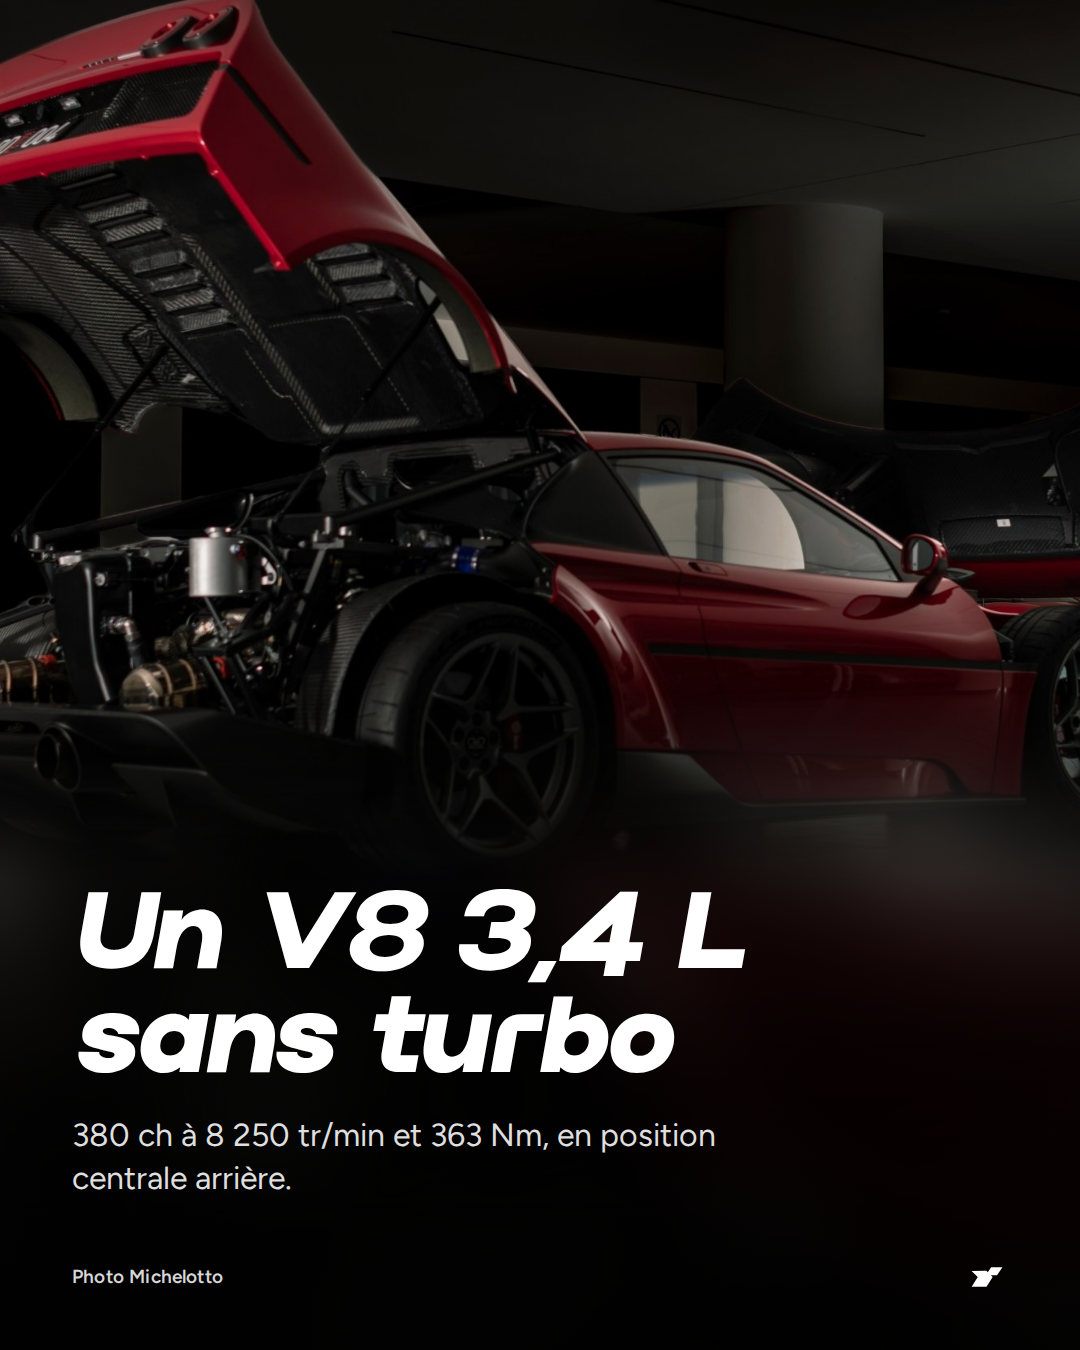 Un V8 3,4 L
sans turbo
380 ch à 8 250 tr/min et 363 Nm, en position
centrale arrière.
Photo Michelotto